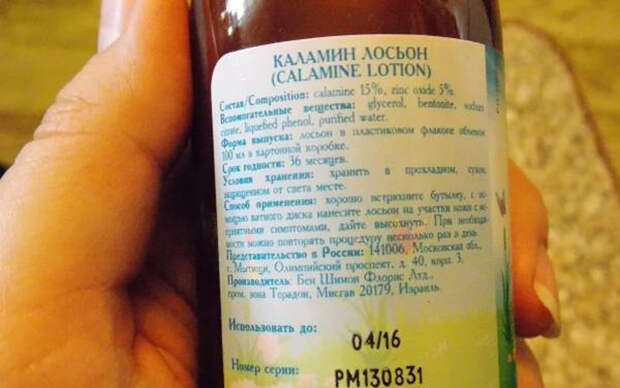 КАЛАМИН ЛОСЬОН
(CALAMINE LOTION)
Состав/Composition: calamine 15%, zinc oxide 5%
Вспомогательные вещества: glycerol, bentonite, sodium
citrate, liquefied phenol, purified water.
Форма выпуска: лосьон в пластиковом флаконе объемом
100 мл в картонной коробке.
Срок годности: 36 месяцев.
Условия хранения: хранить в прохладном, сухом,
защищенном от света месте.
Способ применения: хорошо встряхните бутылку, с по-
мощью ватного диска нанесите лосьон на участки кожи с не-
приятными симптомами, дайте высохнуть. При необходи-
мости можно повторять процедуру несколько раз в день.
Представительство в России: 141006, Московская обл.,
г. Мытищи, Олимпийский проспект, д. 40, корп. 3.
Производитель: Бен Шимон Флорис Лтд.,
пром. зона Терадон, Мисгав 20179, Израиль.
Использовать до:
04/16
Номер серии:
PM130831